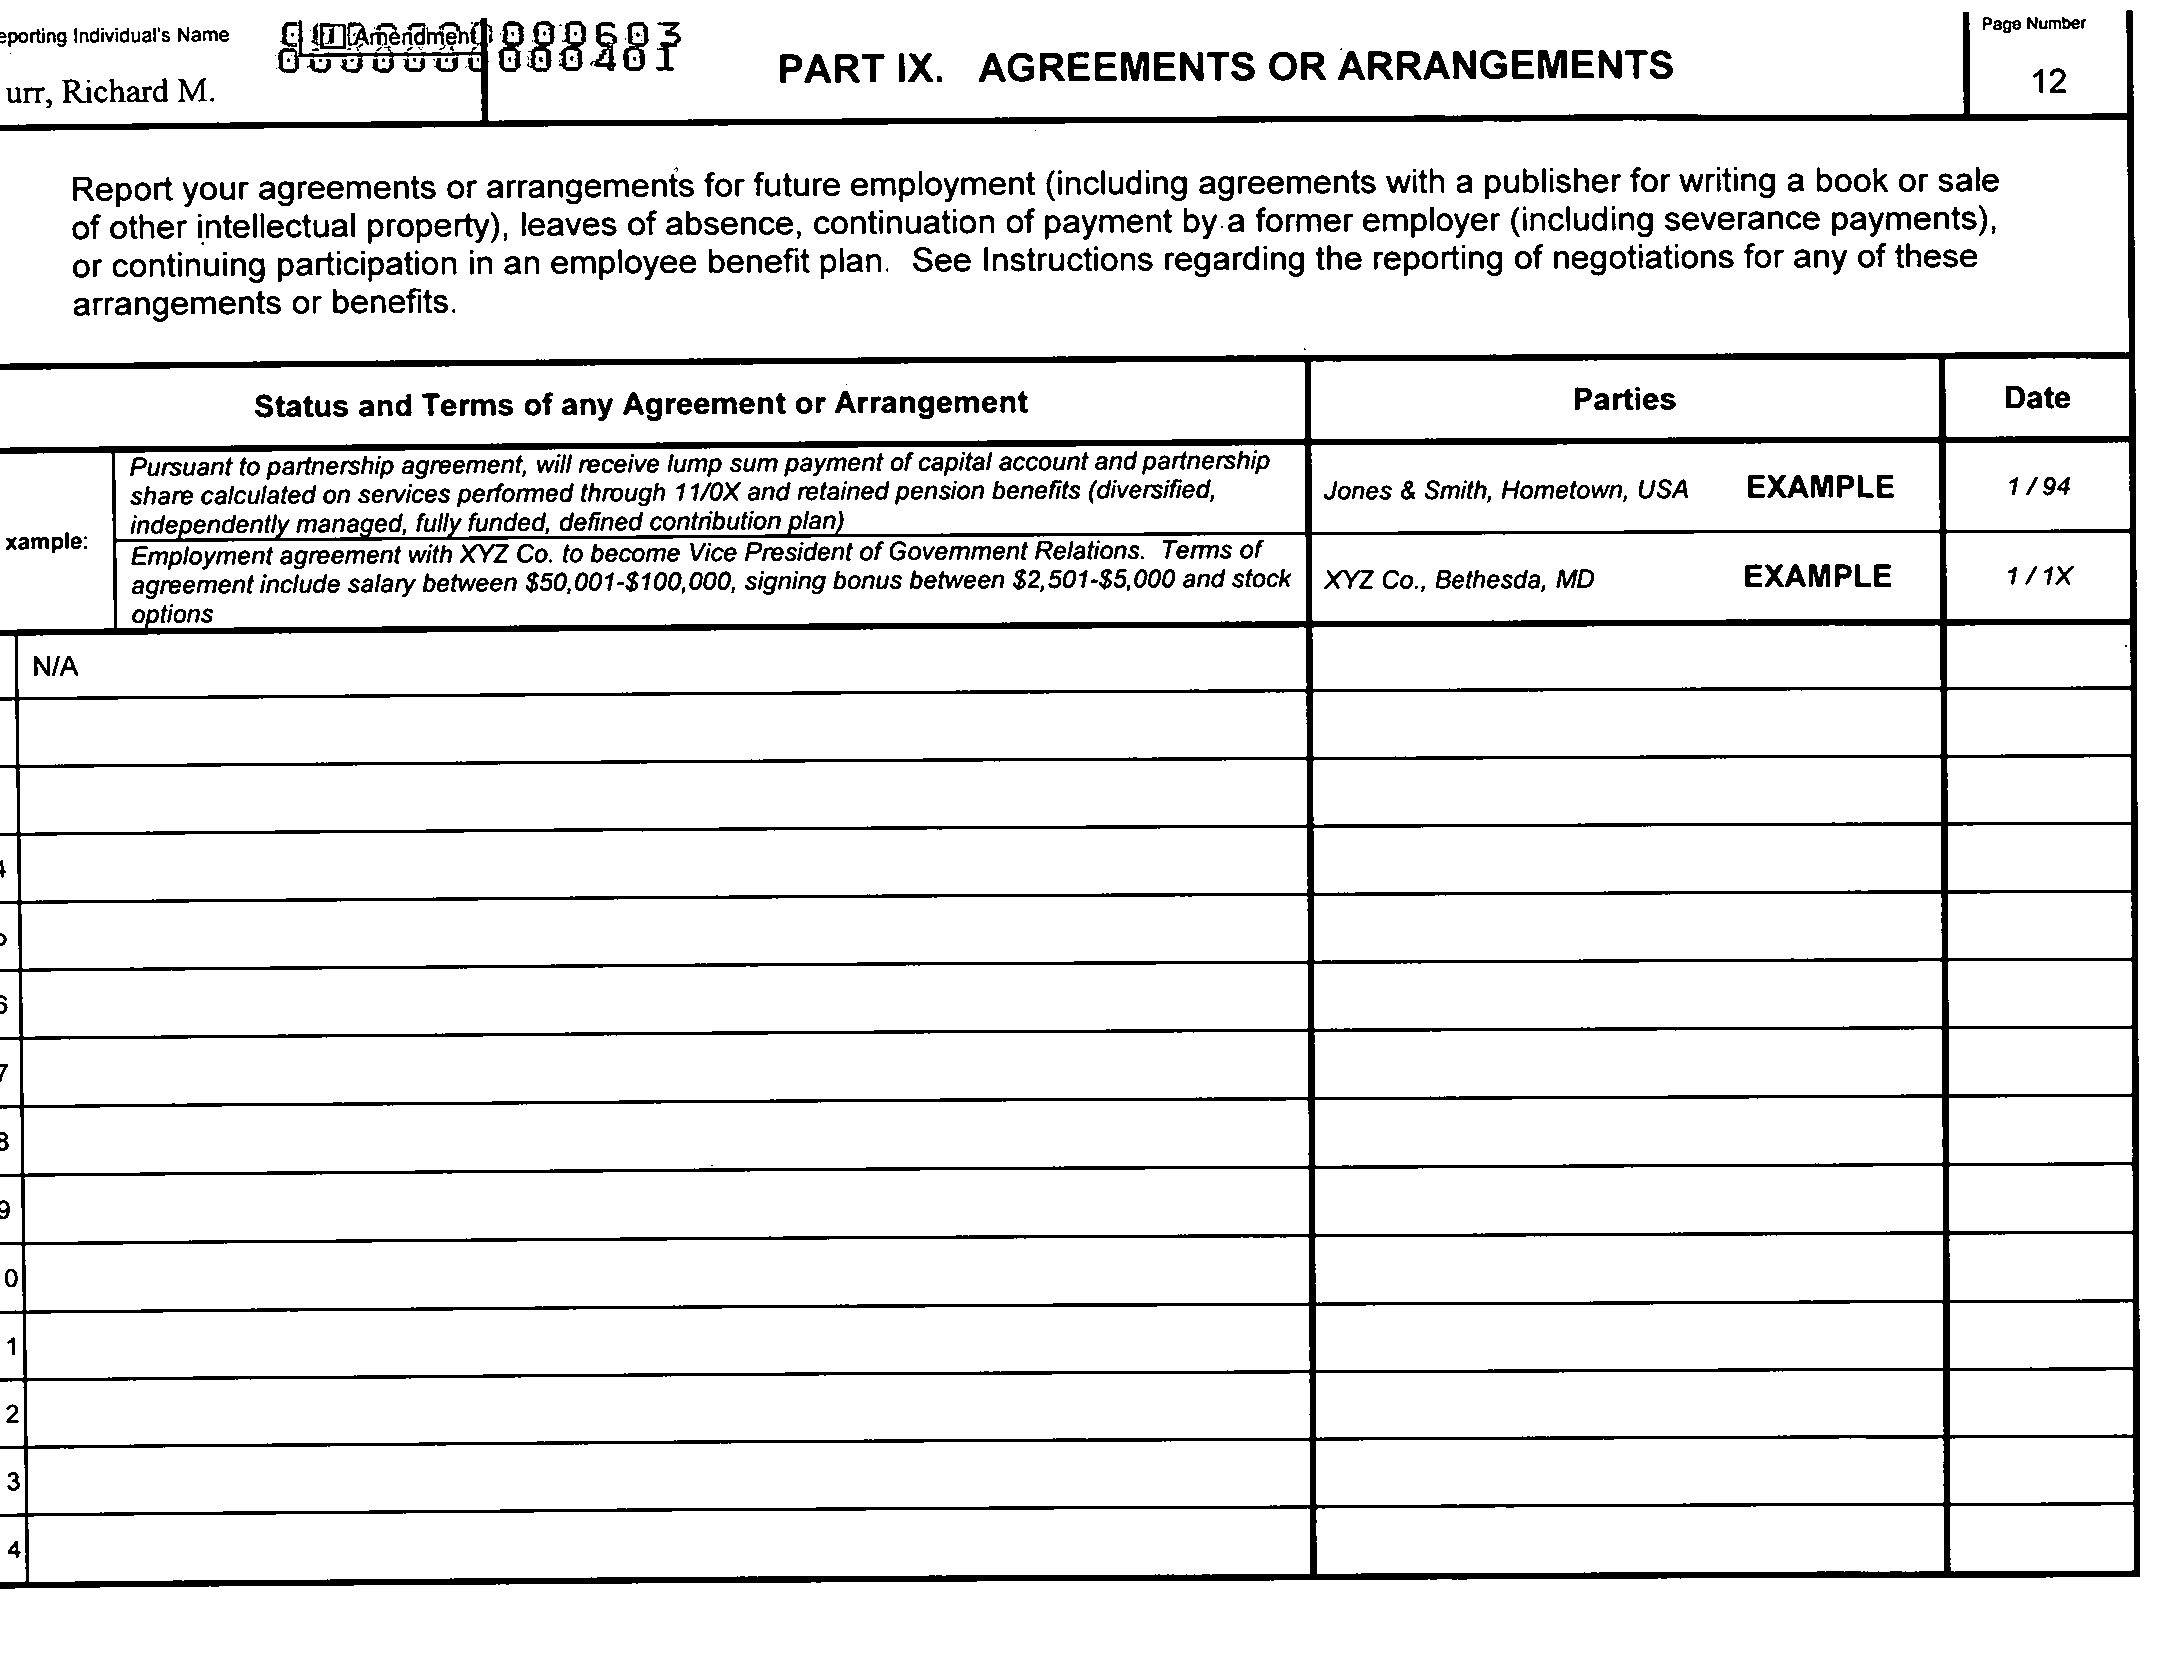 eporting Individual's Name
Amendment
000603
000401
PART IX. AGREEMENTS OR ARRANGEMENTS
Page Number
urr, Richard M.
12
Report your agreements or arrangements for future employment (including agreements with a publisher for writing a book or sale
of other intellectual property), leaves of absence, continuation of payment by a former employer (including severance payments),
or continuing participation in an employee benefit plan. See Instructions regarding the reporting of negotiations for any of these
arrangements or benefits.
Status and Terms of any Agreement or Arrangement
Parties
Date
xample:
Pursuant to partnership agreement, will receive lump sum payment of capital account and partnership
share calculated on services performed through 11/0X and retained pension benefits (diversified,
independently managed, fully funded, defined contribution plan)
Jones & Smith, Hometown, USA EXAMPLE
1 / 94
Employment agreement with XYZ Co. to become Vice President of Government Relations. Terms of
agreement include salary between $50,001-$100,000, signing bonus between $2,501-$5,000 and stock
options
XYZ Co., Bethesda, MD EXAMPLE
1 / 1X
N/A
4
6
7
8
9
0
1
2
3
4